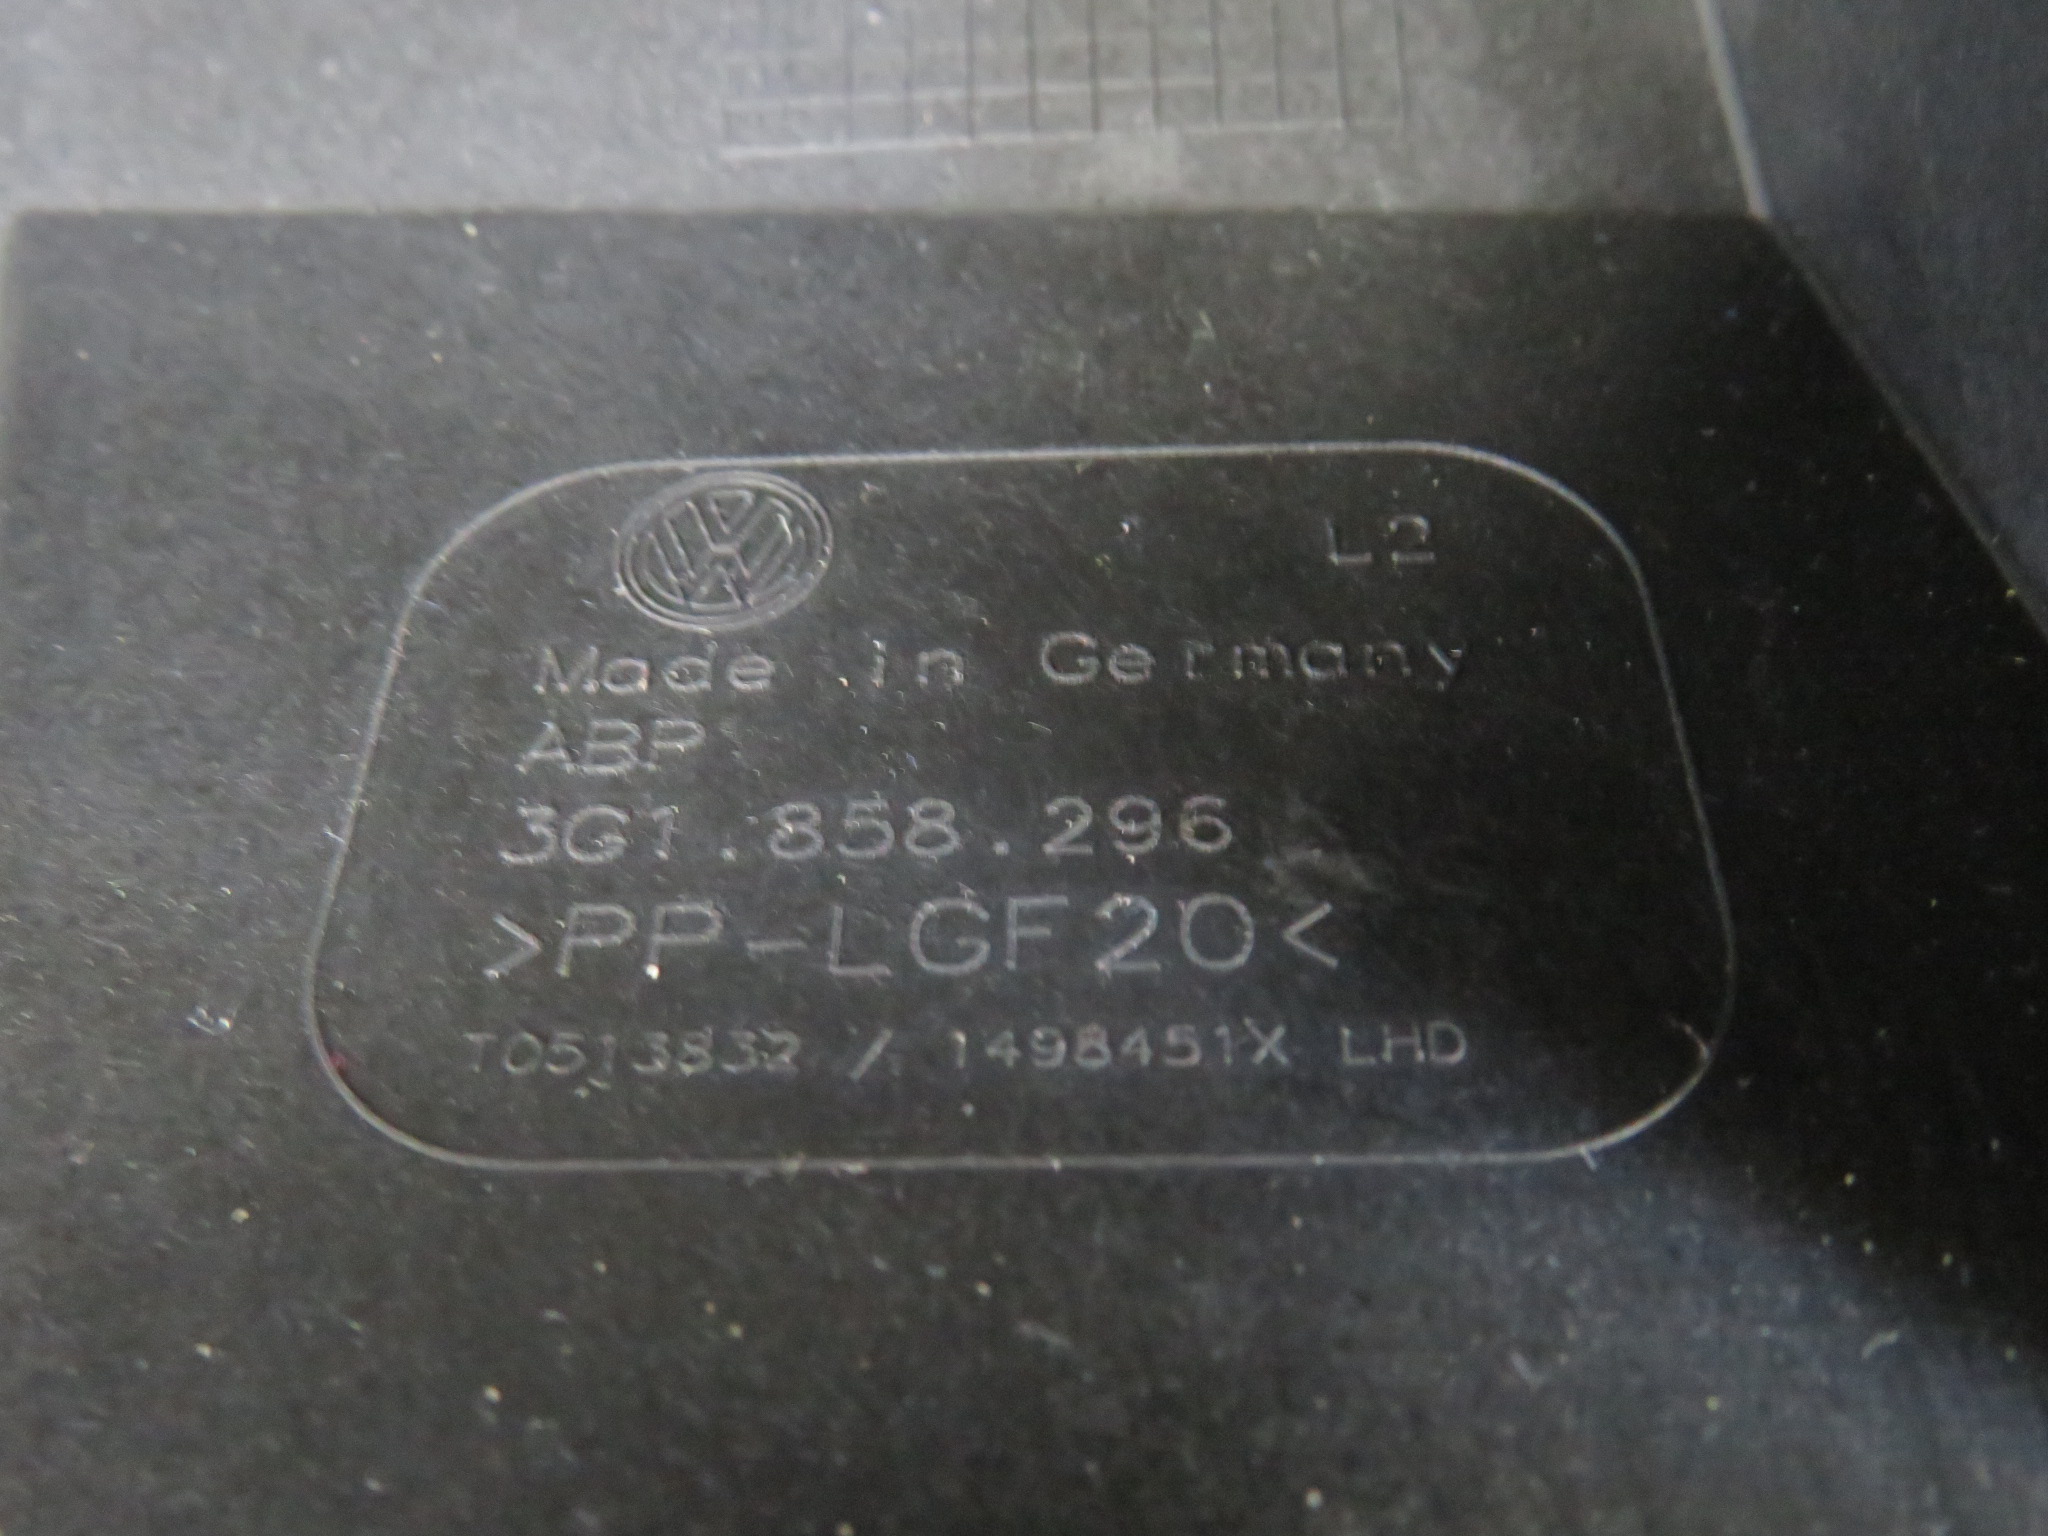 L2
Made in Germany
ABP
3G1.858.296
>PP-LGF20<
T0513832 / 1498451X LHD